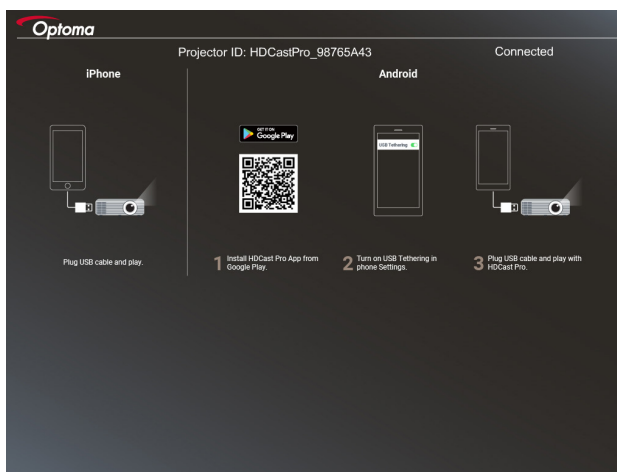 Optoma
Projector ID: HDCastPro_98765A43
Connected
iPhone
Android
GET IT ON
Google Play
USB Tethering
Plug USB cable and play.
1 Install HDCast Pro App from
Google Play.
2 Turn on USB Tethering in
phone Settings.
3 Plug USB cable and play with
HDCast Pro.